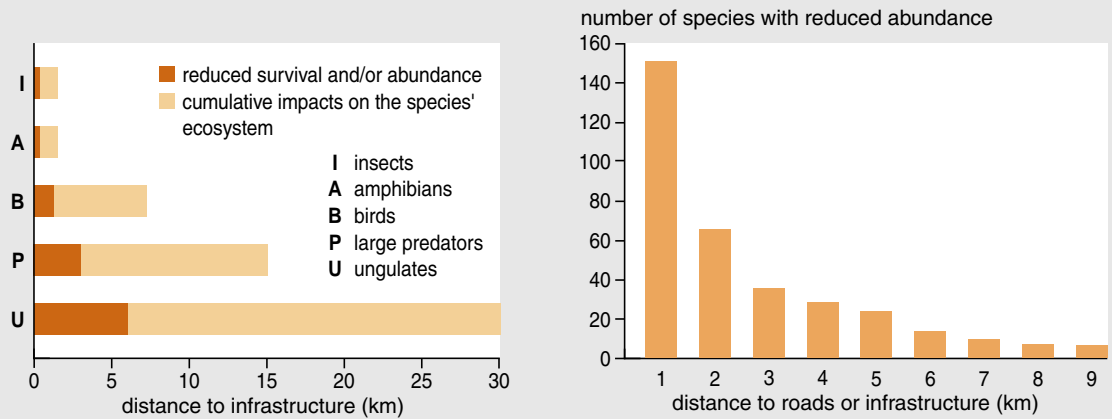 I
A
B
P
U
reduced survival and/or abundance
cumulative impacts on the species'
ecosystem
I insects
A amphibians
B birds
P large predators
U ungulates
0 5 10 15 20 25 30
distance to infrastructure (km)
number of species with reduced abundance
160
140
120
100
80
60
40
20
0
1 2 3 4 5 6 7 8 9
distance to roads or infrastructure (km)